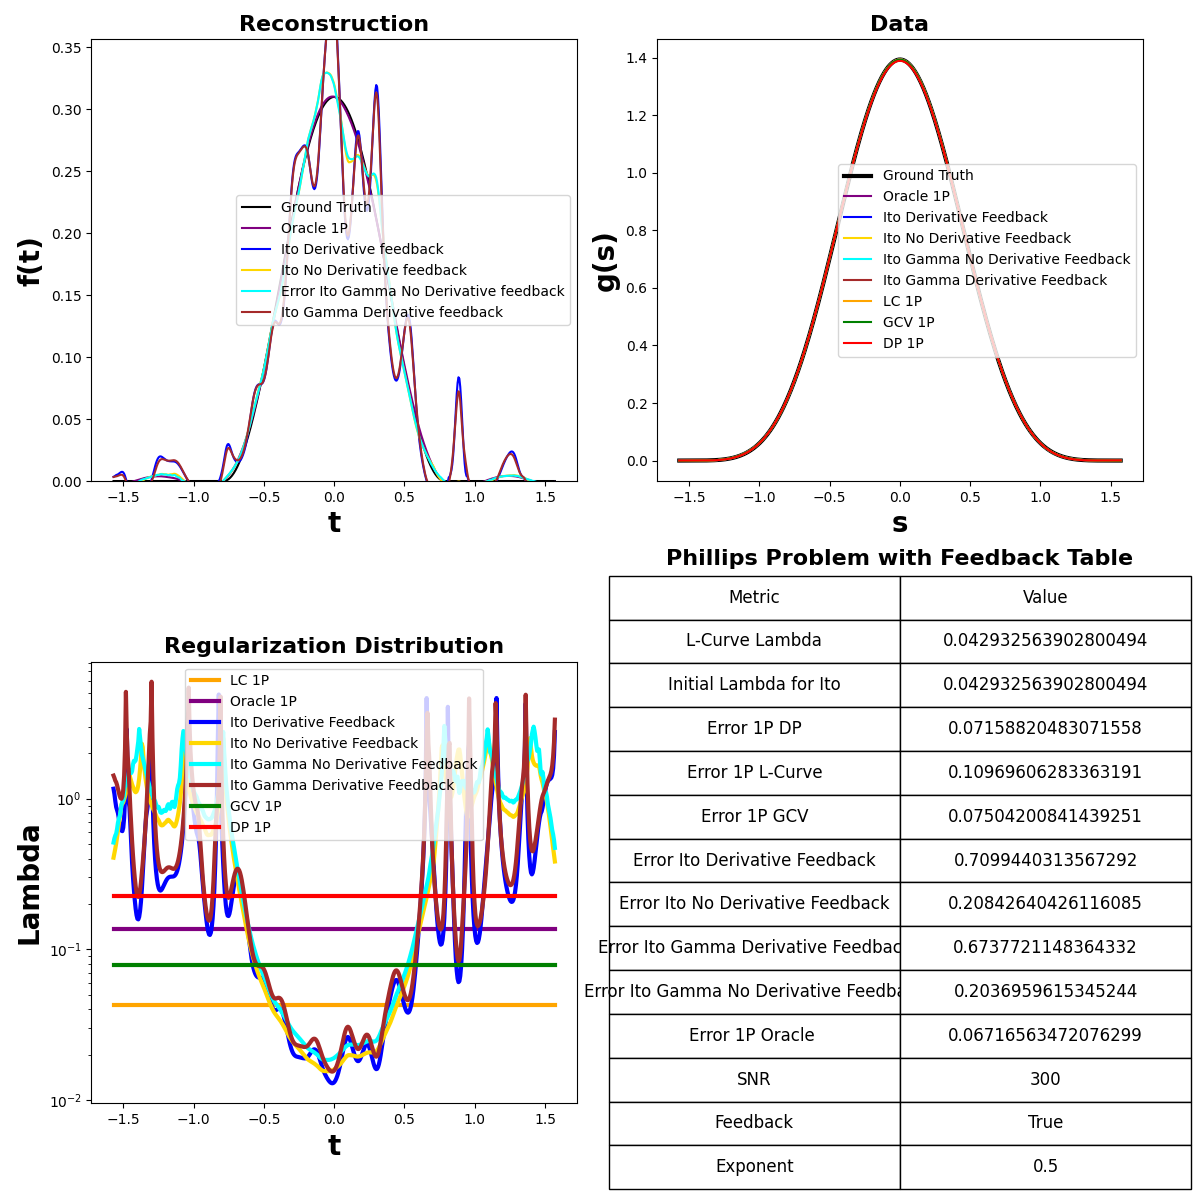 Reconstruction
f(t)
0.35
0.30
0.25
0.20
0.15
0.10
0.05
0.00
Ground Truth
Oracle 1P
Ito Derivative feedback
Ito No Derivative feedback
Error Ito Gamma No Derivative feedback
Ito Gamma Derivative feedback
−1.5 −1.0 −0.5 0.0 0.5 1.0 1.5
t
Data
g(s)
1.4
1.2
1.0
0.8
0.6
0.4
0.2
0.0
Ground Truth
Oracle 1P
Ito Derivative Feedback
Ito No Derivative Feedback
Ito Gamma No Derivative Feedback
Ito Gamma Derivative Feedback
LC 1P
GCV 1P
DP 1P
−1.5 −1.0 −0.5 0.0 0.5 1.0 1.5
s
Regularization Distribution
Lambda
10⁰
10⁻¹
10⁻²
LC 1P
Oracle 1P
Ito Derivative Feedback
Ito No Derivative Feedback
Ito Gamma No Derivative Feedback
Ito Gamma Derivative Feedback
GCV 1P
DP 1P
−1.5 −1.0 −0.5 0.0 0.5 1.0 1.5
t
Phillips Problem with Feedback Table
Metric Value
L-Curve Lambda 0.042932563902800494
Initial Lambda for Ito 0.042932563902800494
Error 1P DP 0.07158820483071558
Error 1P L-Curve 0.10969606283363191
Error 1P GCV 0.07504200841439251
Error Ito Derivative Feedback 0.7099440313567292
Error Ito No Derivative Feedback 0.20842640426116085
Error Ito Gamma Derivative Feedbac 0.6737721148364332
Error Ito Gamma No Derivative Feedba 0.2036959615345244
Error 1P Oracle 0.06716563472076299
SNR 300
Feedback True
Exponent 0.5